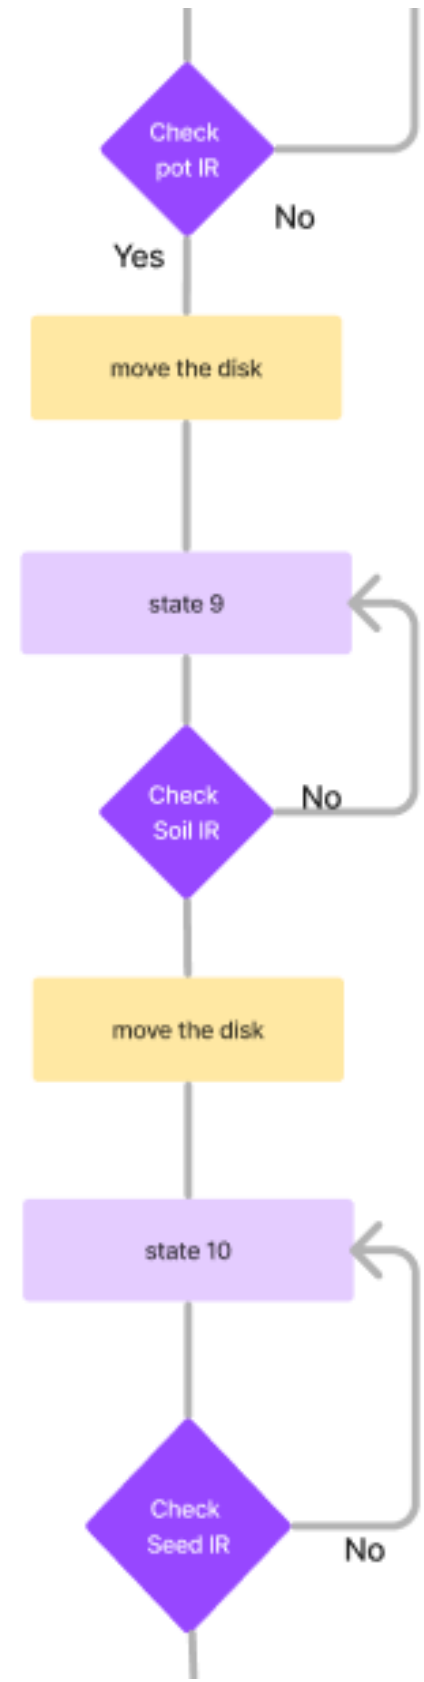 Check
pot IR
No
Yes
move the disk
state 9
Check
Soil IR
No
move the disk
state 10
Check
Seed IR
No